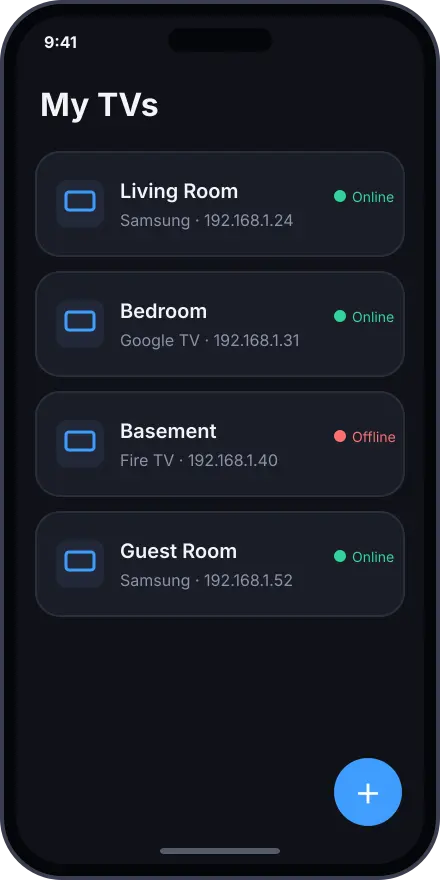 9:41
My TVs
Living Room
Online
Samsung · 192.168.1.24
Bedroom
Online
Google TV · 192.168.1.31
Basement
Offline
Fire TV · 192.168.1.40
Guest Room
Online
Samsung · 192.168.1.52
+